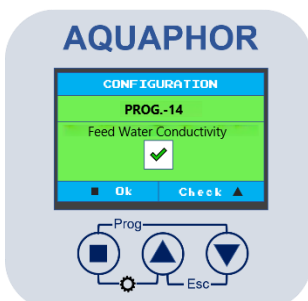 AQUAPHOR
CONFIGURATION
PROG.-14
Feed Water Conductivity
Ok Check
Prog
Esc